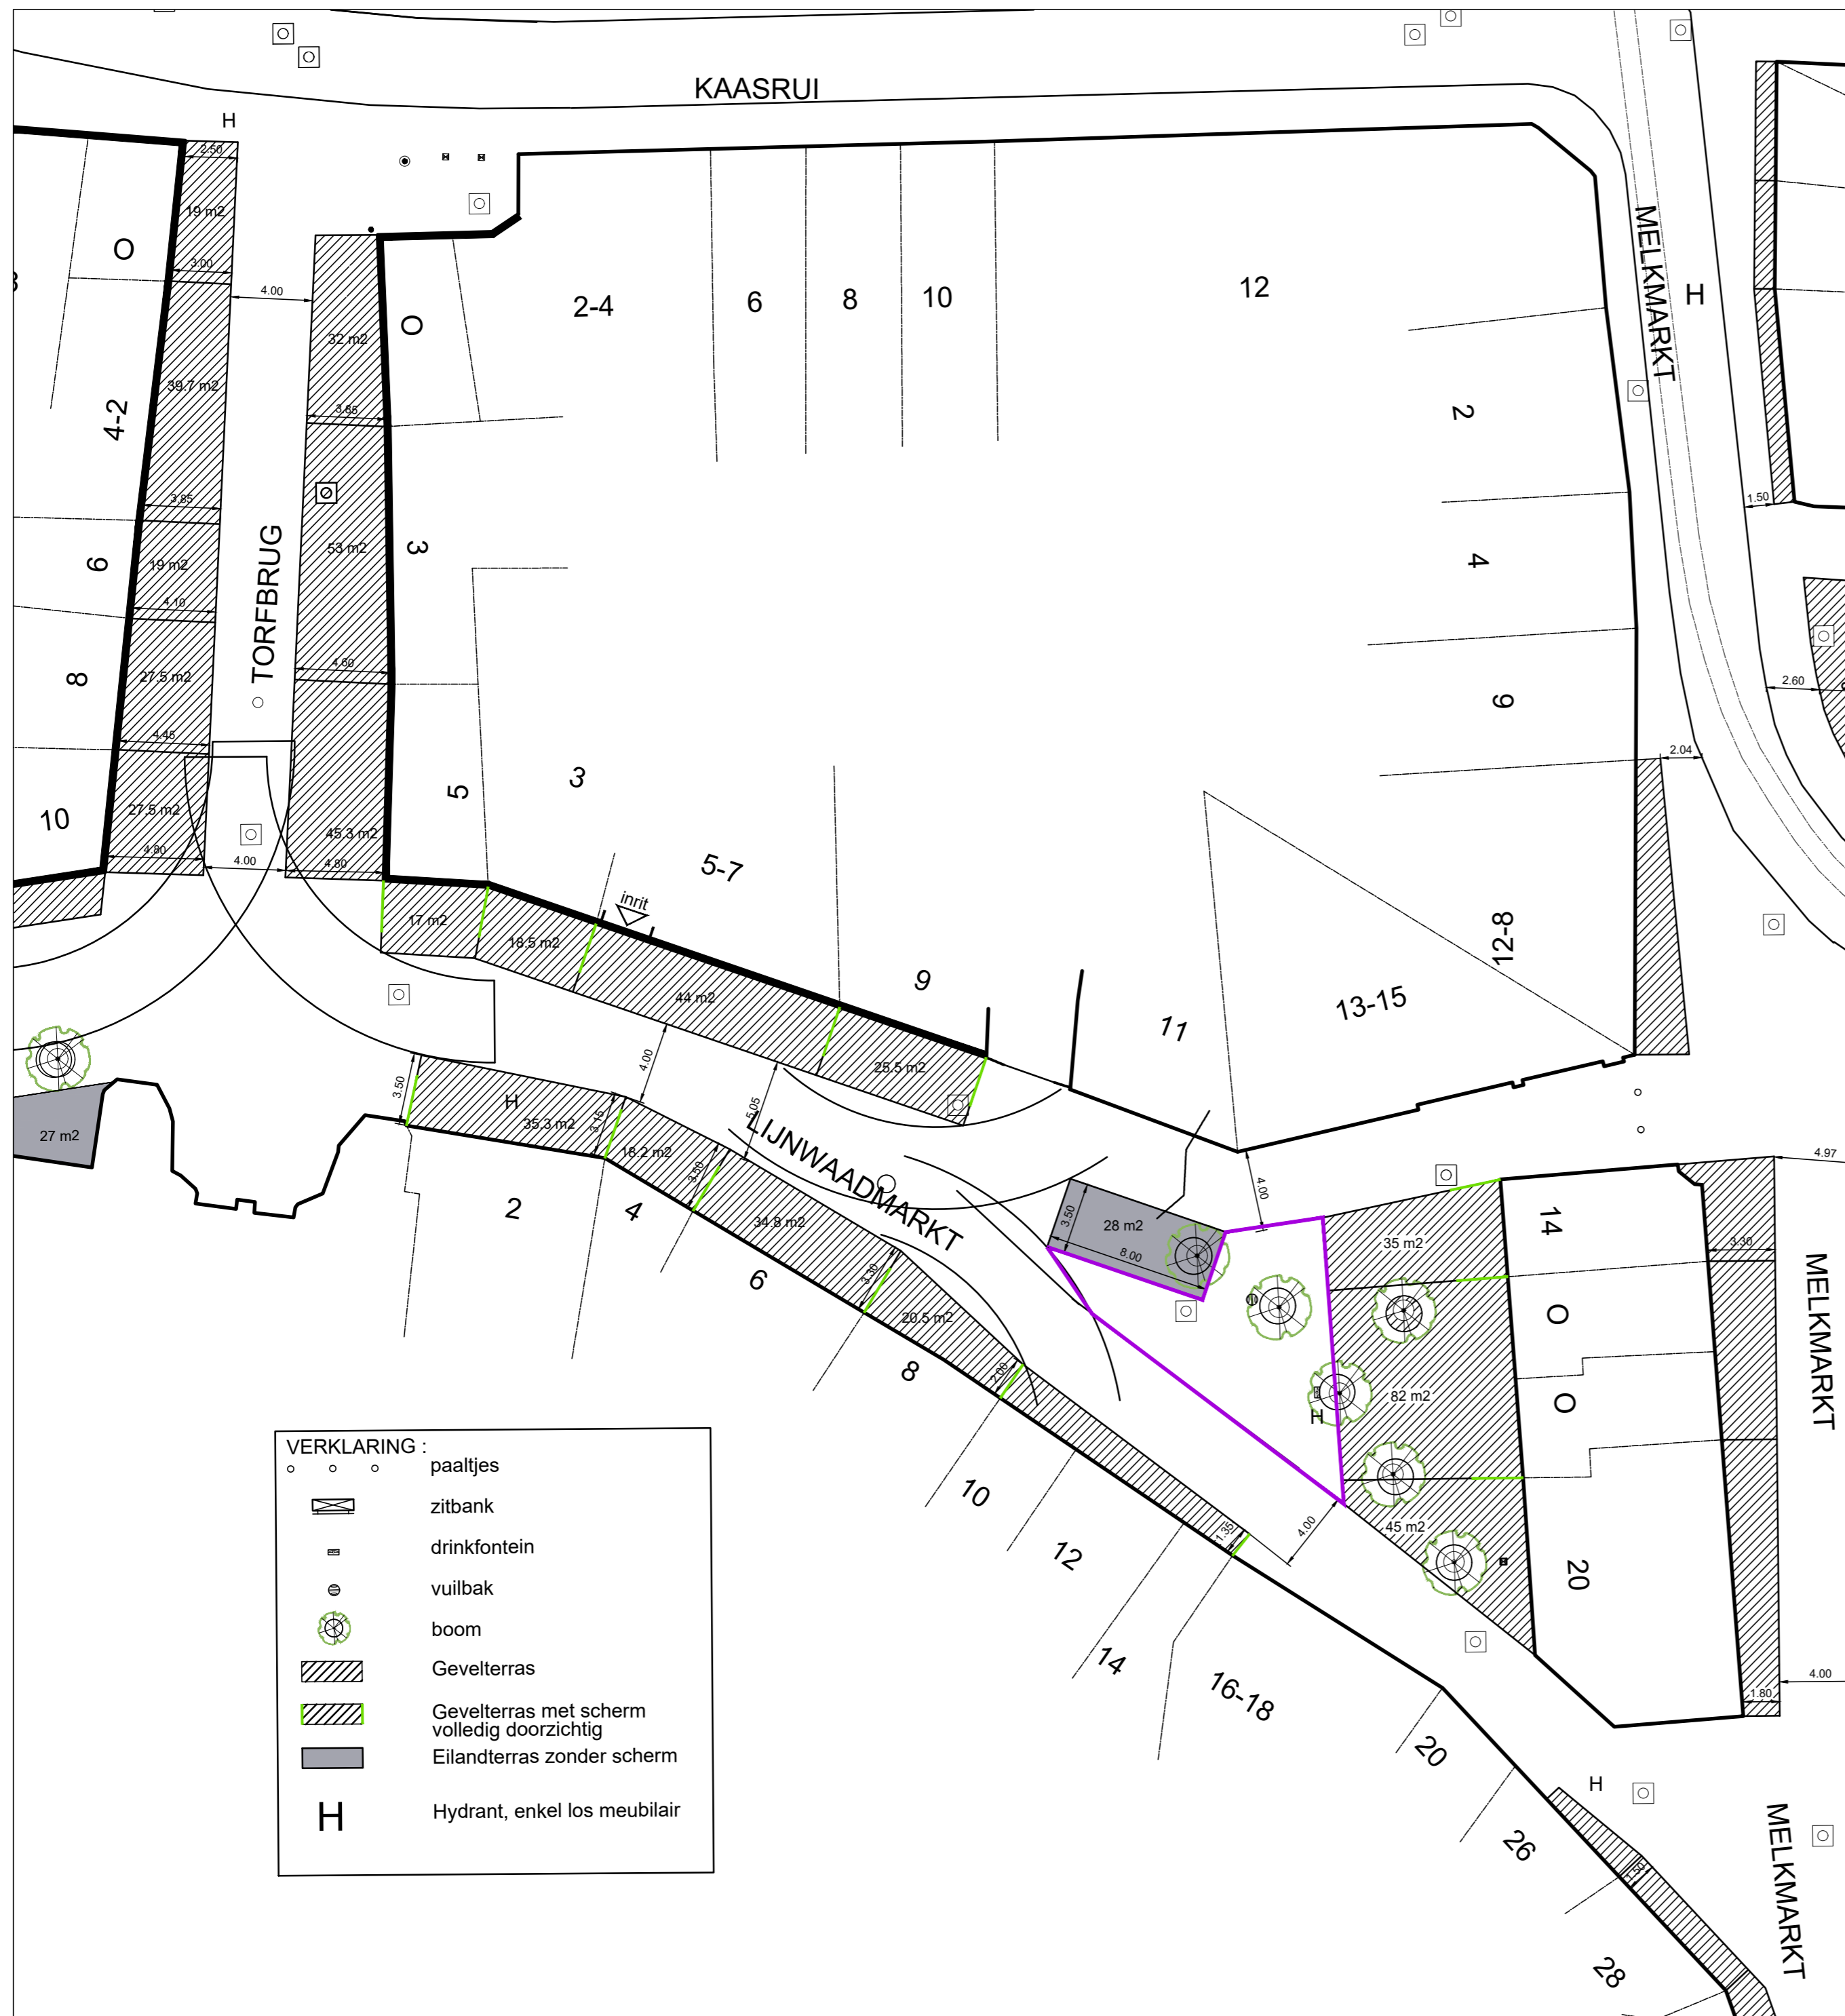 KAASRUI
H
2.50
19 m2
3.00
4.00
O
O
32 m2
2-4
6
8
10
12
MELKMARKT
H
39.7 m2
3.85
4-2
2
3.85
1.50
53 m2
3
TORFBRUG
6
19 m2
4
4.10
4.60
8
27.5 m2
2.60
6
4.45
2.04
3
5
10
27.5 m2
45.3 m2
4.80
4.00
4.80
5-7
inrit
17 m2
18.5 m2
12-8
44 m2
9
13-15
11
4.00
25.5 m2
3.50
H
35.3 m2
3.15
5.05
LIJNWAADMARKT
27 m2
18.2 m2
3.50
4.97
4.00
2
4
34.8 m2
3.50
28 m2
8.00
14
35 m2
3.30
MELKMARKT
6
3.30
20.5 m2
O
8
2.00
82 m2
O
H
10
1.35
4.00
45 m2
12
20
14
16-18
4.00
1.80
20
H
26
MELKMARKT
28
VERKLARING :
paaltjes
zitbank
drinkfontein
vuilbak
boom
Gevelterras
Gevelterras met scherm
volledig doorzichtig
Eilandterras zonder scherm
H Hydrant, enkel los meubilair